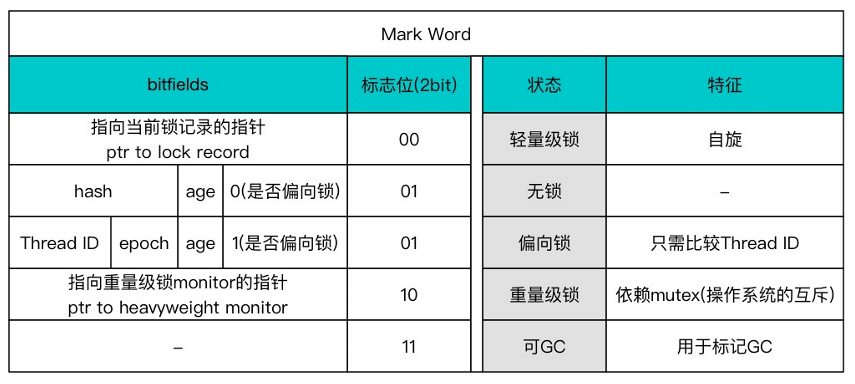 Mark Word
bitfields 标志位(2bit) 状态 特征
指向当前锁记录的指针
ptr to lock record 00 轻量级锁 自旋
hash age 0(是否偏向锁) 01 无锁 –
Thread ID epoch age 1(是否偏向锁) 01 偏向锁 只需比较Thread ID
指向重量级锁monitor的指针
ptr to heavyweight monitor 10 重量级锁 依赖mutex(操作系统的互斥)
– 11 可GC 用于标记GC